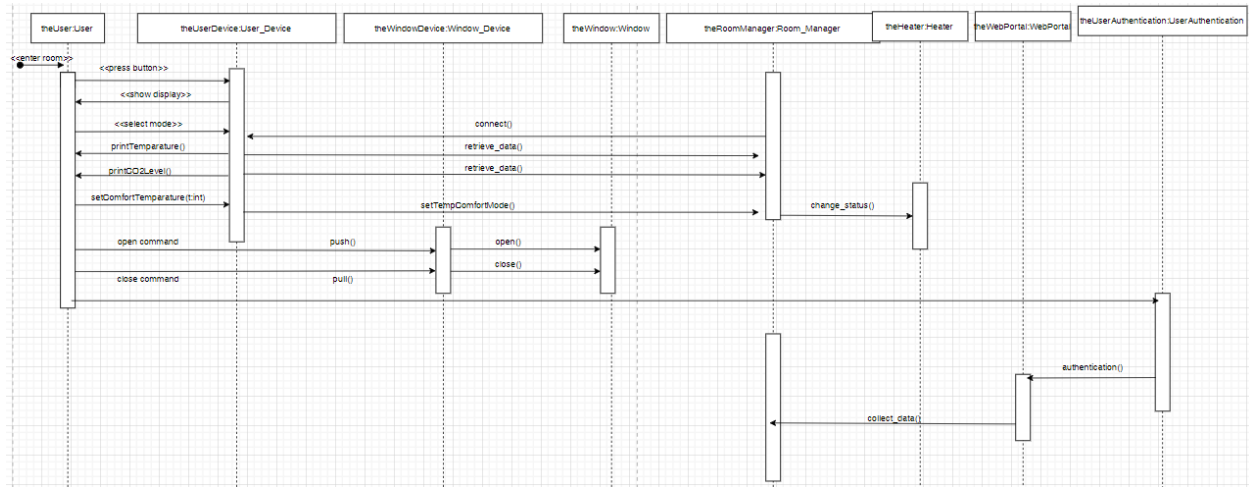 theUser:User
theUserDevice:User_Device
theWindowDevice:Window_Device
theWindow:Window
theRoomManager:Room_Manager
theHeater:Heater
theWebPortal:WebPortal
theUserAuthentication:UserAuthentication
<<enter room>>
<<press button>>
<<show display>>
<<select mode>>
connect()
printTemparature()
retrieve_data()
printCO2Level()
retrieve_data()
setComfortTemparature(t:int)
setTempComfortMode()
change_status()
open command
push()
open()
close()
close command
pull()
authentication()
collect_data()